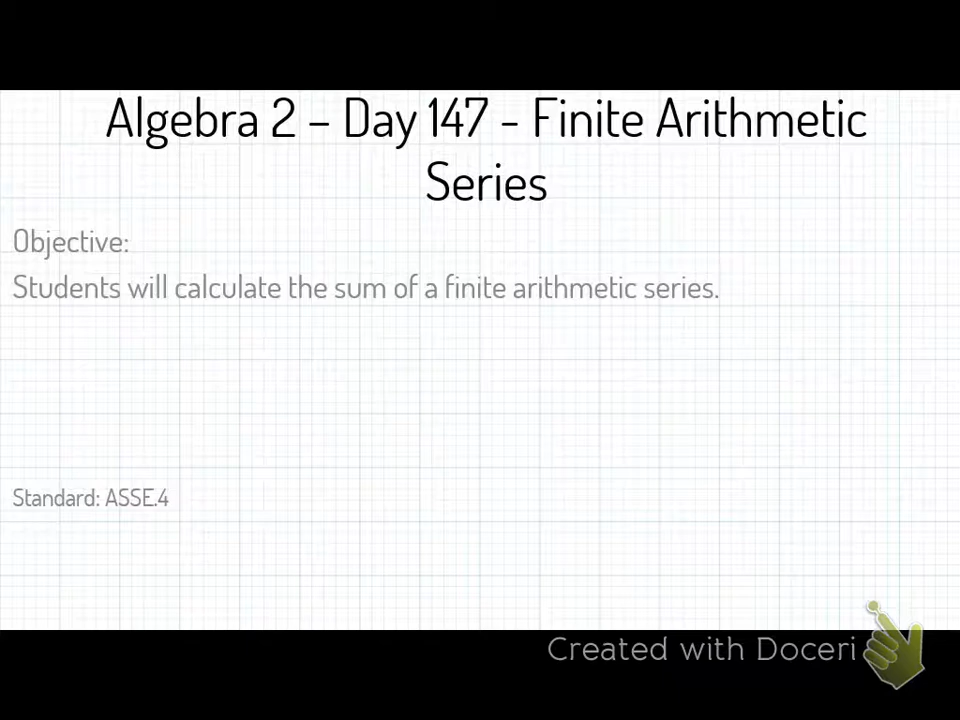 Algebra 2 – Day 147 - Finite Arithmetic
Series
Objective:
Students will calculate the sum of a finite arithmetic series.
Standard: ASSE.4
Created with Doceri